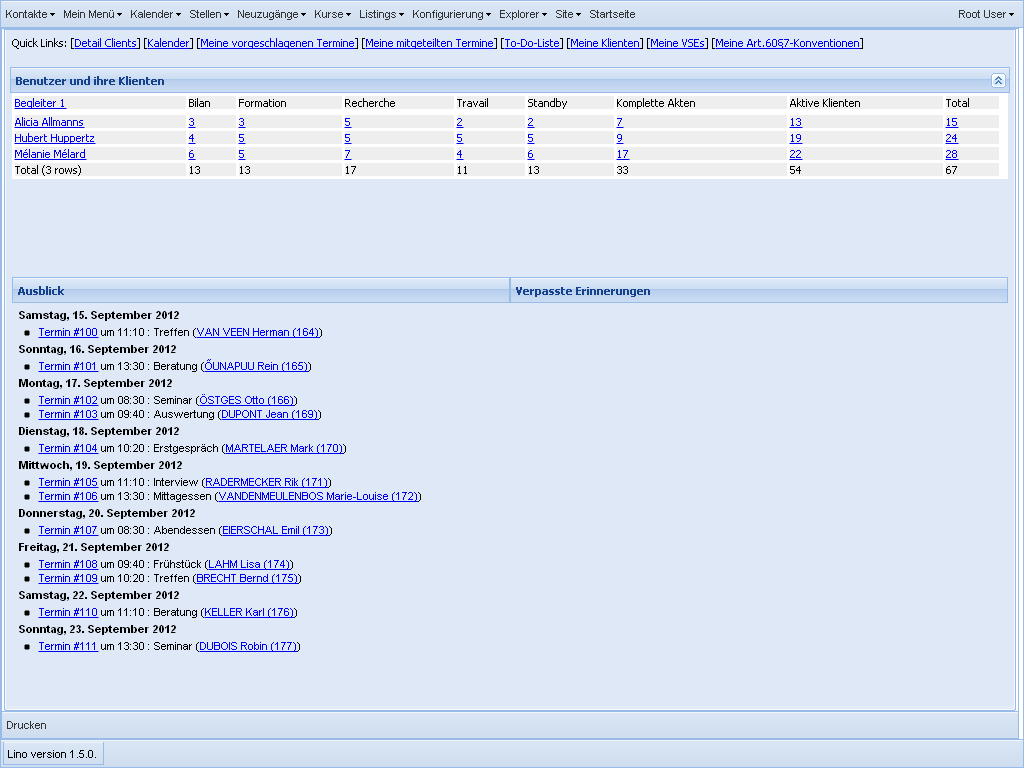 Kontakte Mein Menü Kalender Stellen Neuzugänge Kurse Listings Konfigurierung Explorer Site Startseite Root User
Quick Links: [Detail Clients] [Kalender] [Meine vorgeschlagenen Termine] [Meine mitgeteilten Termine] [To-Do-Liste] [Meine Klienten] [Meine VSEs] [Meine Art.60§7-Konventionen]
Benutzer und ihre Klienten
Begleiter 1 Bilan Formation Recherche Travail Standby Komplette Akten Aktive Klienten Total
Alicia Allmanns 3 3 5 2 2 7 13 15
Hubert Huppertz 4 5 5 5 5 9 19 24
Mélanie Mélard 6 5 7 4 6 17 22 28
Total (3 rows) 13 13 17 11 13 33 54 67
Ausblick Verpasste Erinnerungen
Samstag, 15. September 2012
Termin #100 um 11:10 : Treffen (VAN VEEN Herman (164))
Sonntag, 16. September 2012
Termin #101 um 13:30 : Beratung (ŐUNAPUU Rein (165))
Montag, 17. September 2012
Termin #102 um 08:30 : Seminar (ÖSTGES Otto (166))
Termin #103 um 09:40 : Auswertung (DUPONT Jean (169))
Dienstag, 18. September 2012
Termin #104 um 10:20 : Erstgespräch (MARTELAER Mark (170))
Mittwoch, 19. September 2012
Termin #105 um 11:10 : Interview (RADERMECKER Rik (171))
Termin #106 um 13:30 : Mittagessen (VANDENMEULENBOS Marie-Louise (172))
Donnerstag, 20. September 2012
Termin #107 um 08:30 : Abendessen (EIERSCHAL Emil (173))
Freitag, 21. September 2012
Termin #108 um 09:40 : Frühstück (LAHM Lisa (174))
Termin #109 um 10:20 : Treffen (BRECHT Bernd (175))
Samstag, 22. September 2012
Termin #110 um 11:10 : Beratung (KELLER Karl (176))
Sonntag, 23. September 2012
Termin #111 um 13:30 : Seminar (DUBOIS Robin (177))
Drucken
Lino version 1.5.0.